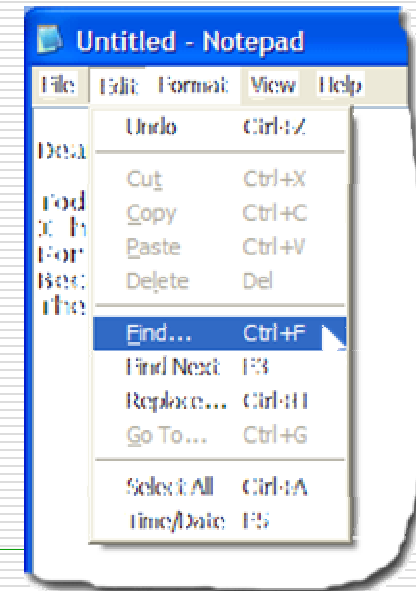 Untitled - Notepad
File Edit Format View Help
Undo Ctrl+Z
Cut Ctrl+X
Copy Ctrl+C
Paste Ctrl+V
Delete Del
Find... Ctrl+F
Find Next F3
Replace... Ctrl+H
Go To... Ctrl+G
Select All Ctrl+A
Time/Date F5